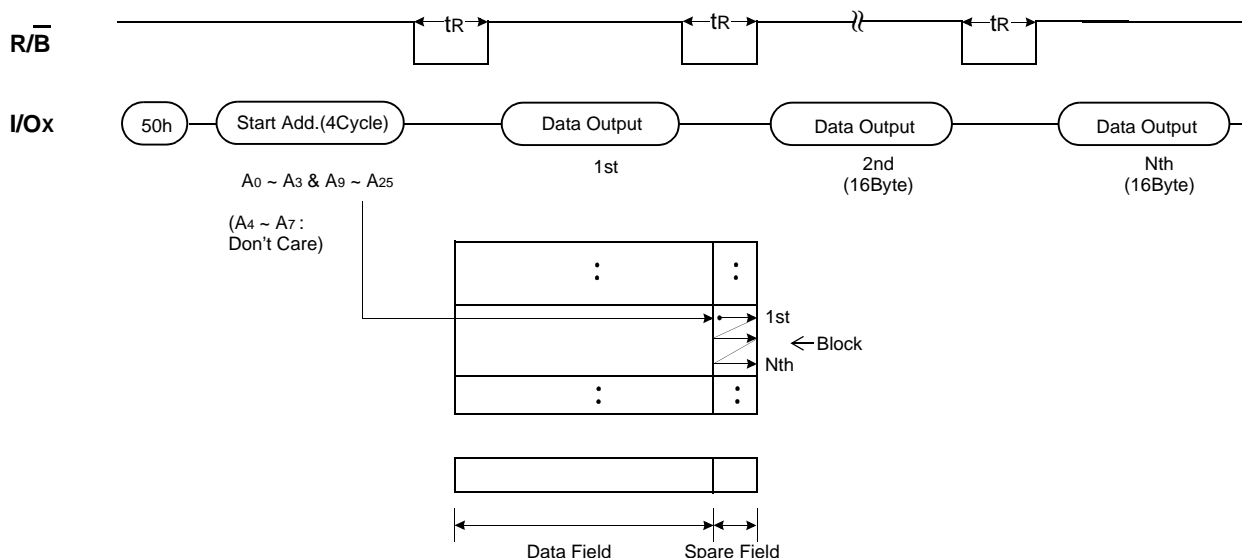 tR tR tR
R/B
I/Ox 50h Start Add.(4Cycle) Data Output Data Output Data Output
1st 2nd Nth
(16Byte) (16Byte)
A0 ~ A3 & A9 ~ A25
(A4 ~ A7 :
Don't Care)
1st
Block
Nth
Data Field Spare Field